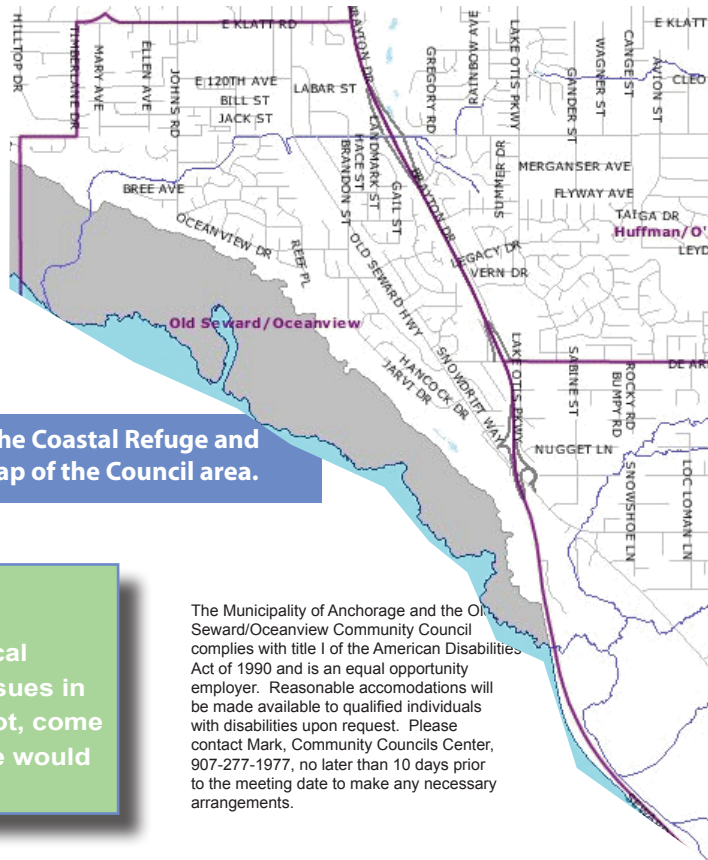 HILLTOP DR
TIMBERLANE DR
MARY AVE
ELLEN AVE
JOHNS RD
E KLATT RD
E 120TH AVE
BILL ST
JACK ST
LABAR ST
BRAYTON DR
GREGORY RD
RAINBOW AVE
LAKE OTIS PKWY
GANDER ST
WAGNER ST
CANGE ST
AVION ST
E KLATT
CLEO
BREE AVE
HACE ST
BRANDON ST
LANDMARK ST
GAIL ST
BRAYTON DR
SUMMER DR
MERGANSER AVE
FLYWAY AVE
TAIGA DR
Huffman/O'
LEYD
OCEANVIEW DR
REEF PL
OLD SEWARD HWY
LEGACY DR
VERN DR
Old Seward/Oceanview
SNOWDRIFT WAY
HANCOCK DR
JARVI DR
LAKE OTIS PKWY
SABINE ST
ROCKY RD
BUMPY RD
DE AR
NUGGET LN
SNOWSHOE LN
LOC LOMAN LN
he Coastal Refuge and
ap of the Council area.
cal
sues in
ot, come
e would
The Municipality of Anchorage and the Ol
Seward/Oceanview Community Council
complies with title I of the American Disabilities
Act of 1990 and is an equal opportunity
employer. Reasonable accomodations will
be made available to qualified individuals
with disabilities upon request. Please
contact Mark, Community Councils Center,
907-277-1977, no later than 10 days prior
to the meeting date to make any necessary
arrangements.